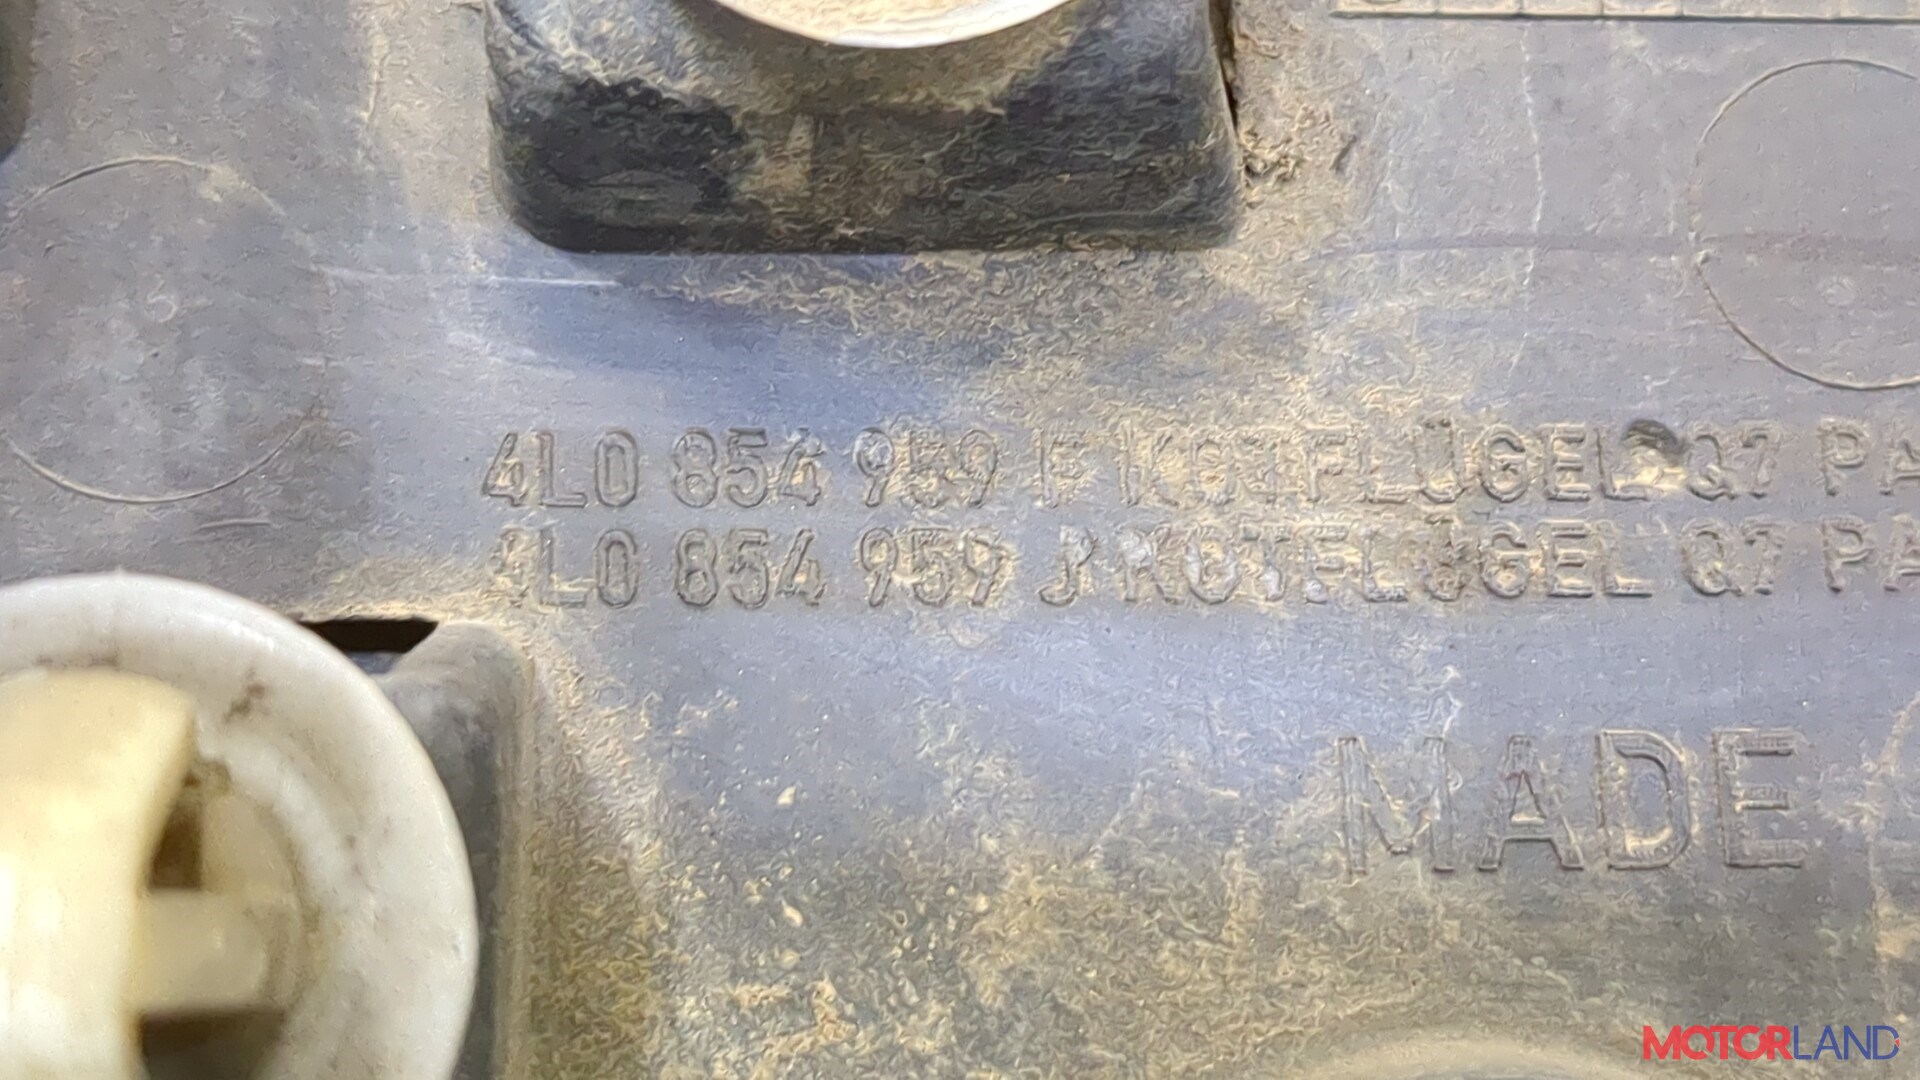 4L0 854 959 F KOTFLÜGEL Q7 PA
4L0 854 959 J KOTFLÜGEL Q7 PA
MADE
MOTORLAND